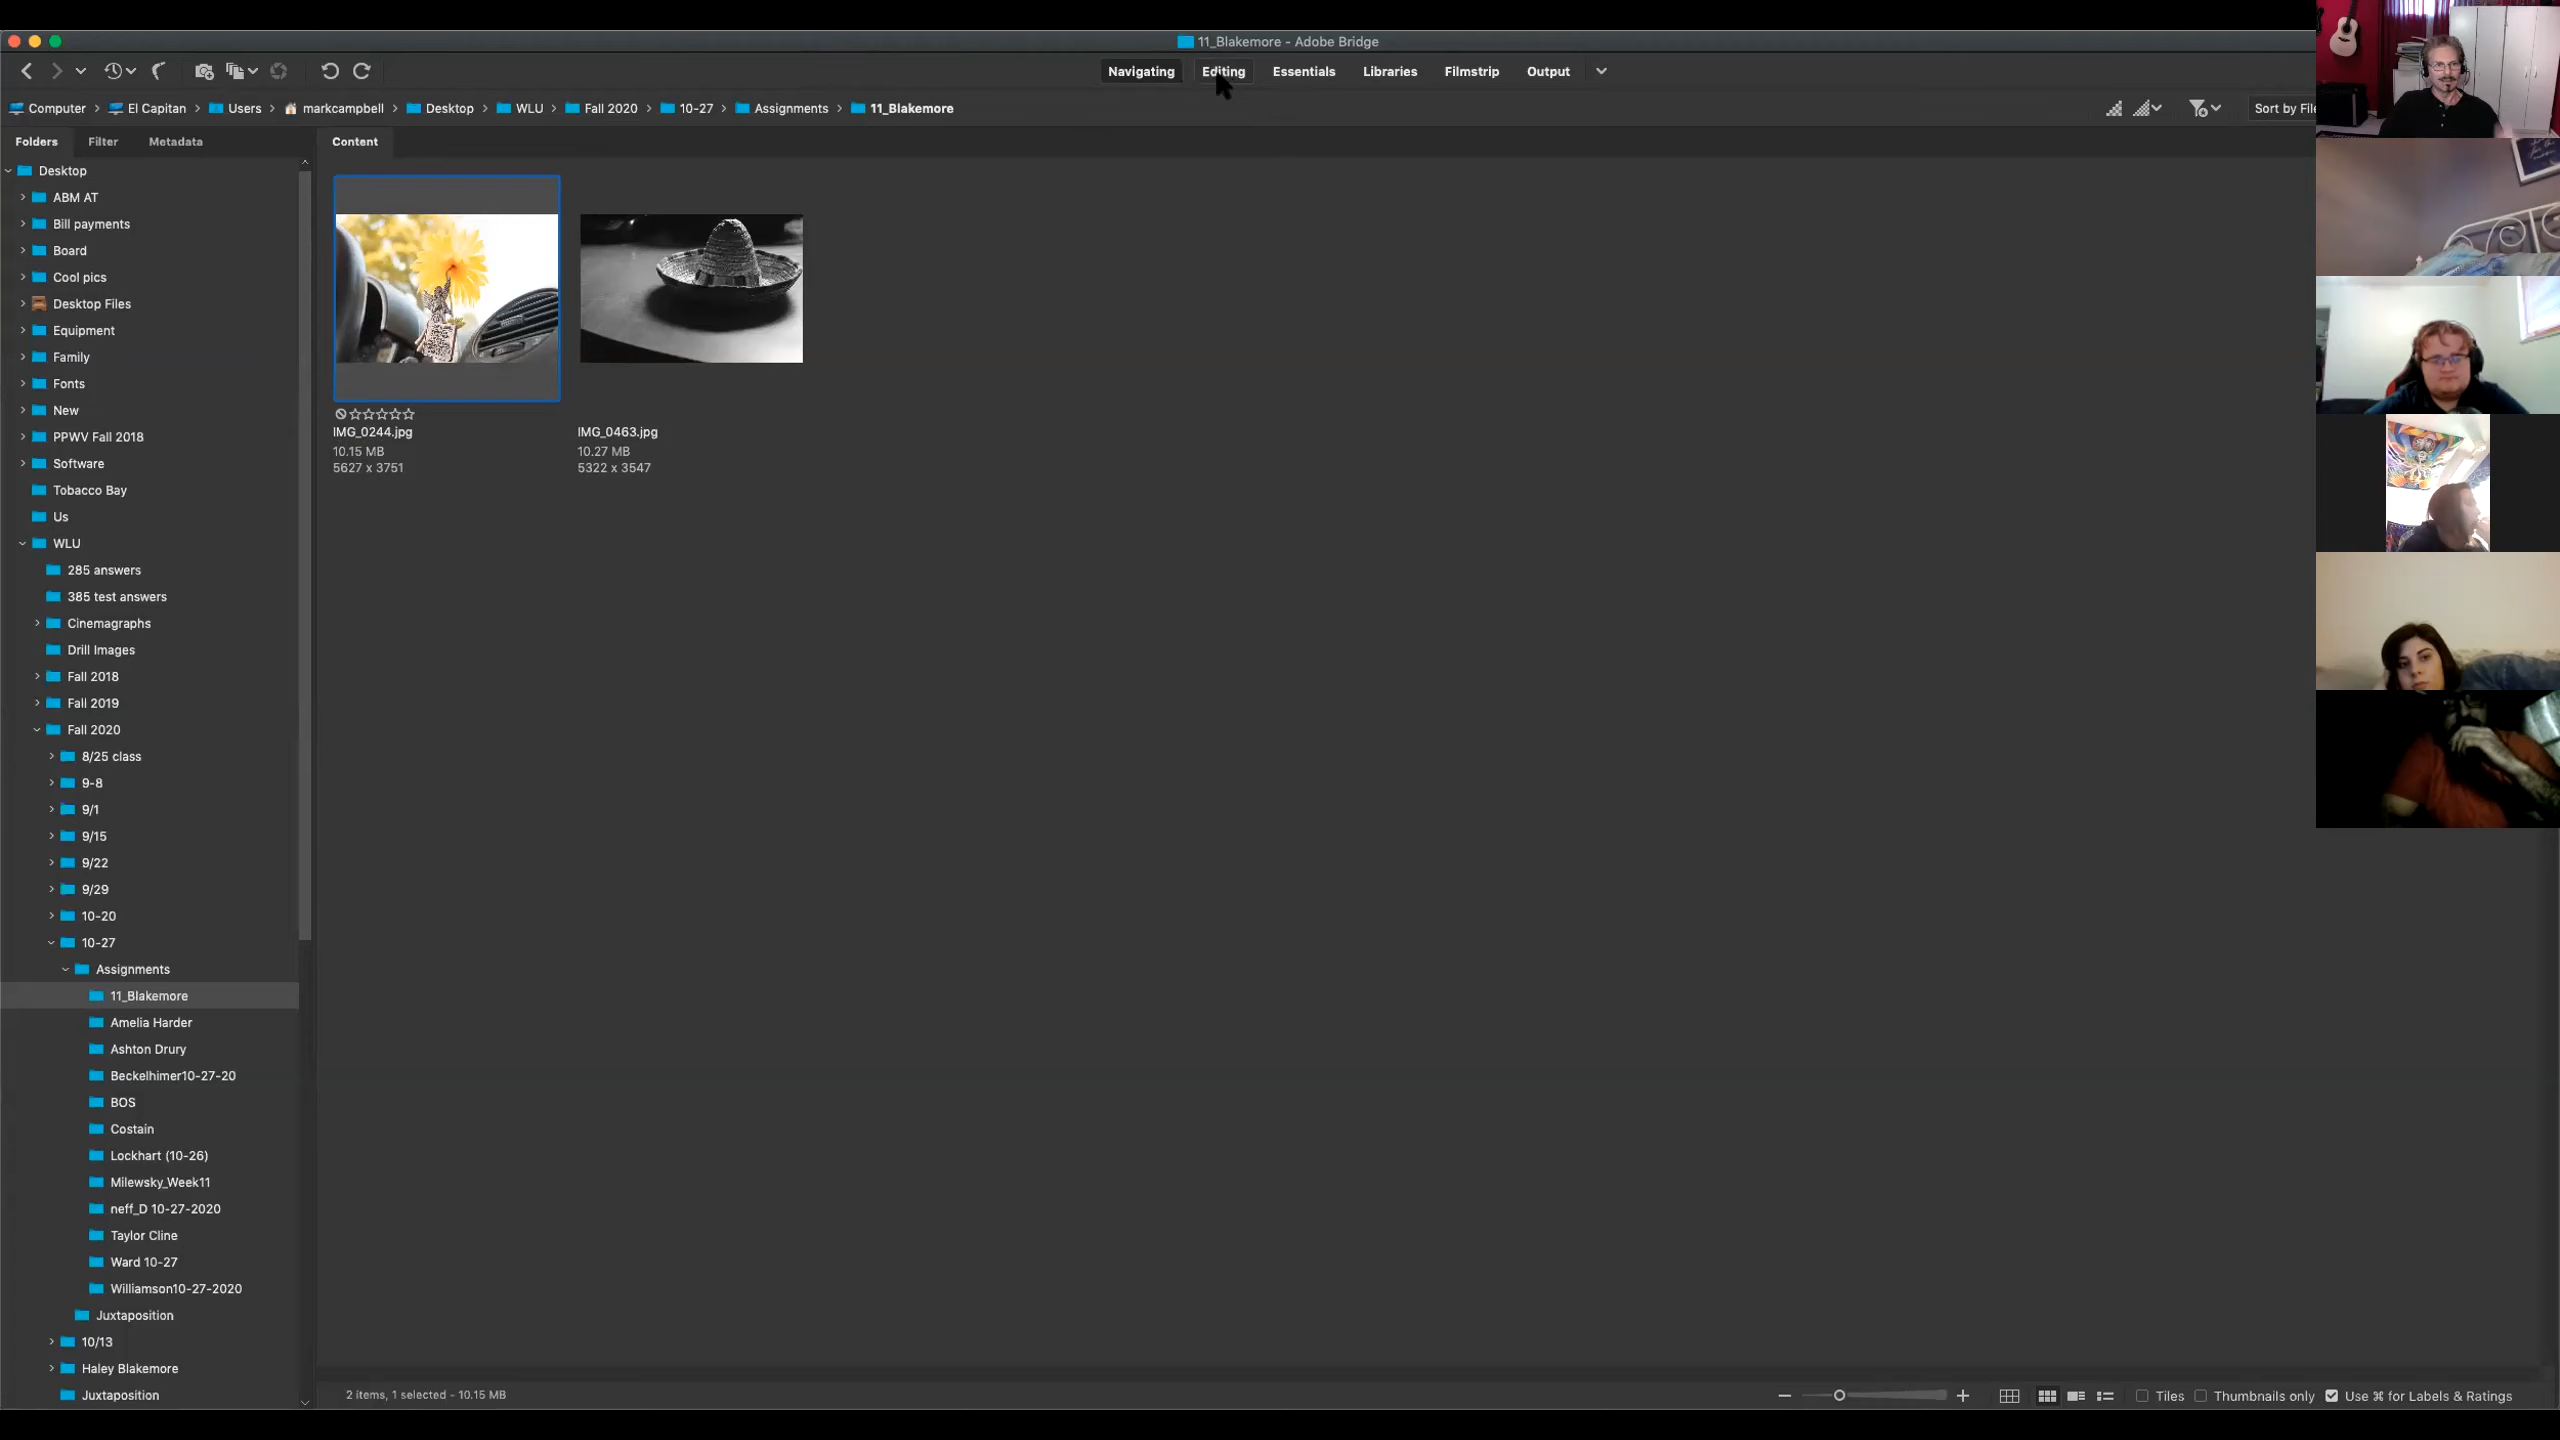 11_Blakemore - Adobe Bridge
Navigating Editing Essentials Libraries Filmstrip Output
Computer El Capitan Users markcampbell Desktop WLU Fall 2020 10-27 Assignments 11_Blakemore
Sort by File
Folders Filter Metadata
Content
Desktop
ABM AT
Bill payments
Board
Cool pics
Desktop Files
Equipment
Family
Fonts
New
PPWV Fall 2018
Software
Tobacco Bay
Us
WLU
285 answers
385 test answers
Cinemagraphs
Drill Images
Fall 2018
Fall 2019
Fall 2020
8/25 class
9-8
9/1
9/15
9/22
9/29
10-20
10-27
Assignments
11_Blakemore
Amelia Harder
Ashton Drury
Beckelhimer10-27-20
BOS
Costain
Lockhart (10-26)
Milewsky_Week11
neff_D 10-27-2020
Taylor Cline
Ward 10-27
Williamson10-27-2020
Juxtaposition
10/13
Haley Blakemore
Juxtaposition
IMG_0244.jpg
10.15 MB
5627 x 3751
IMG_0463.jpg
10.27 MB
5322 x 3547
2 items, 1 selected - 10.15 MB
Tiles Thumbnails only Use ⌘ for Labels & Ratings